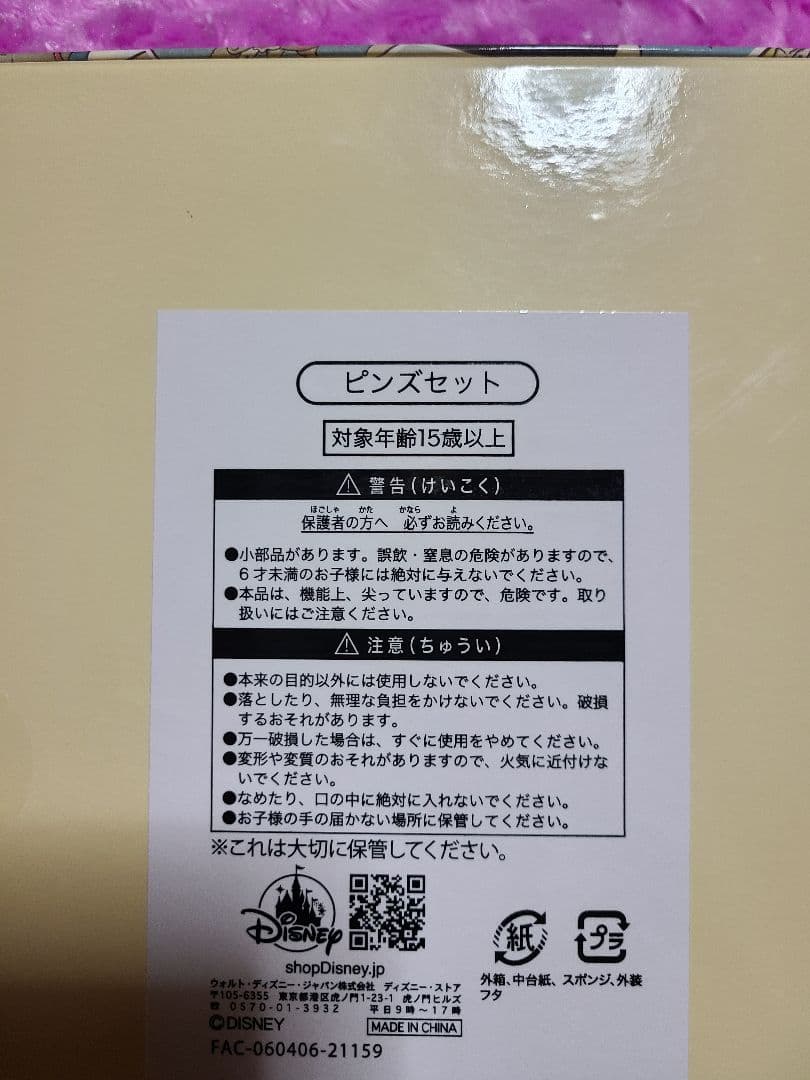 ピンズセット
対象年齢15歳以上
警告(けいこく)
ほごしゃ かた かなら よ
保護者の方へ 必ずお読みください。
●小部品があります。誤飲・窒息の危険がありますので、
6才未満のお子様には絶対に与えないでください。
●本品は、機能上、尖っていますので、危険です。取り
扱いにはご注意ください。
注意(ちゅうい)
●本来の目的以外には使用しないでください。
●落としたり、無理な負担をかけないでください。破損
するおそれがあります。
●万一破損した場合は、すぐに使用をやめてください。
●変形や変質のおそれがありますので、火気に近付けな
いでください。
●なめたり、口の中に絶対に入れないでください。
●お子様の手の届かない場所に保管してください。
※これは大切に保管してください。
DISNEY
shopDisney.jp
紙
プラ
外箱、中台紙、
フタ
スポンジ、外装
ウォルト・ディズニー・ジャパン株式会社 ディズニー・ストア
〒105-6355 東京都港区虎ノ門1-23-1 虎ノ門ヒルズ
☎ 0570-01-3932 平日9時~17時
©DISNEY
MADE IN CHINA
FAC-060406-21159